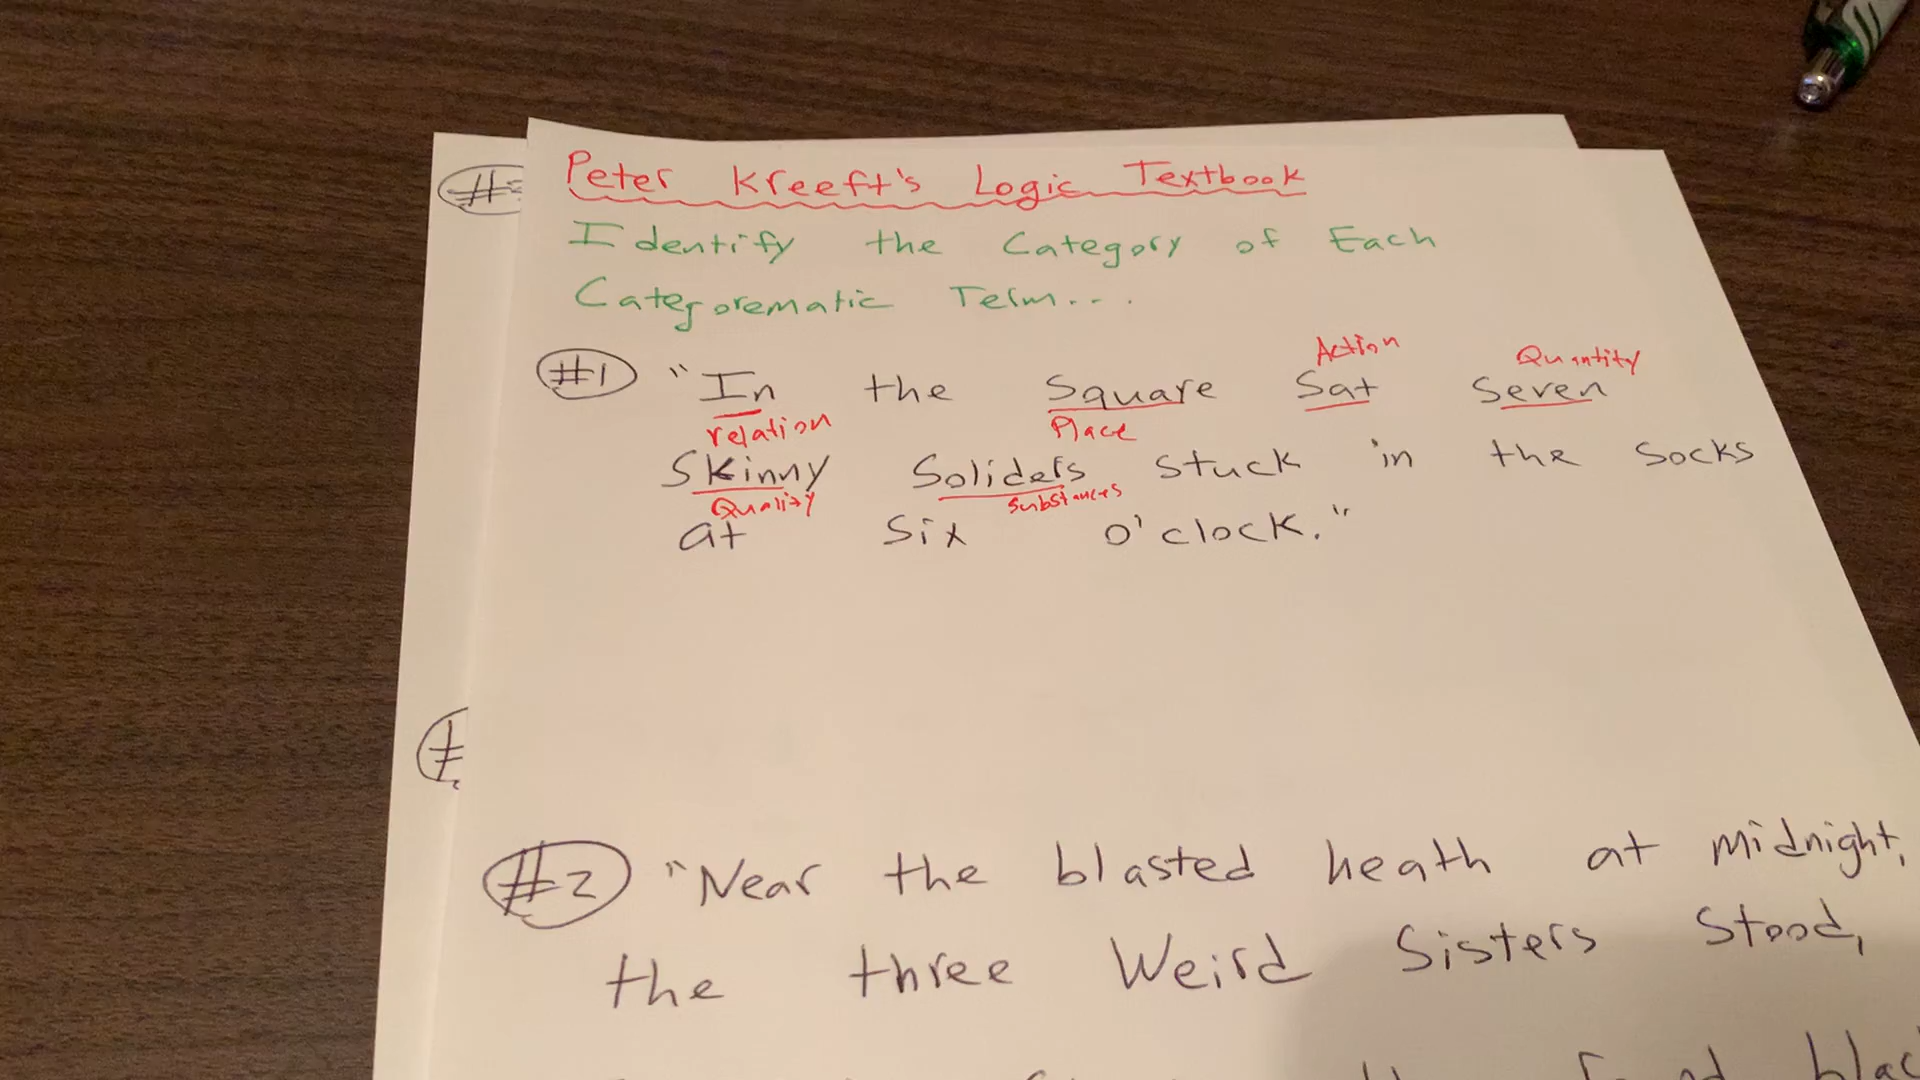 Peter Kreeft's Logic Textbook
Identify the Category of Each
Categorematic Term...
Action Quantity
#1 "In the Square Sat Seven
relation Place
Skinny Soliders stuck in the socks
Quality Substances
at six o'clock."
#2 "Near the blasted heath at midnight,
the three Weird Sisters stood,